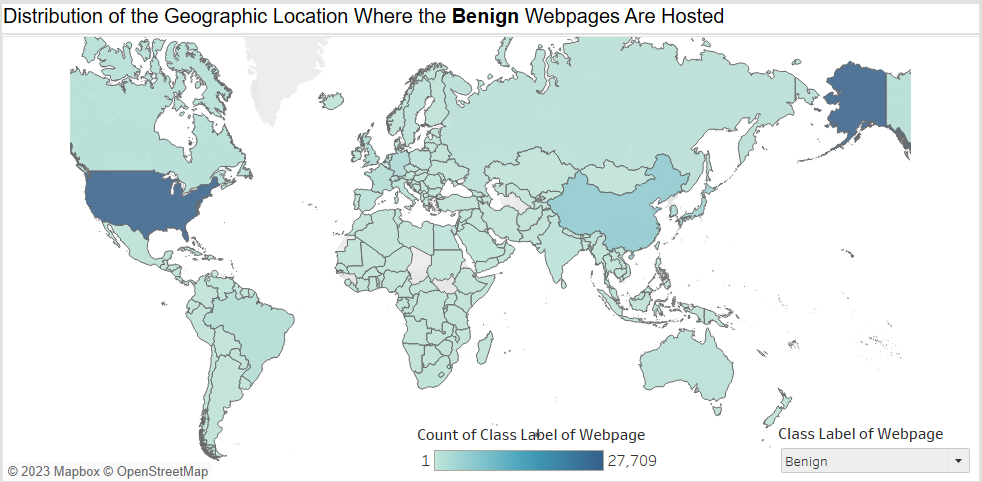 Distribution of the Geographic Location Where the Benign Webpages Are Hosted
Count of Class Label of Webpage
1 27,709
Class Label of Webpage
Benign
© 2023 Mapbox © OpenStreetMap